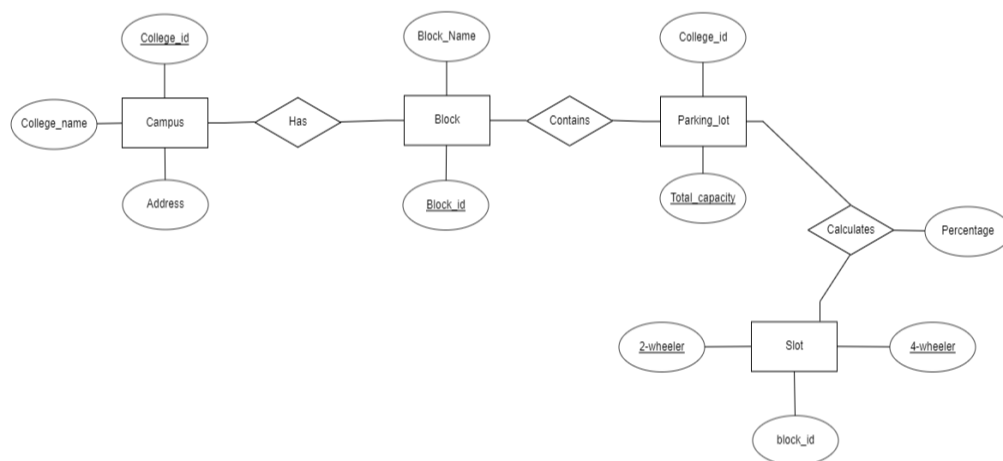 College_id
Block_Name
College_id
College_name
Campus
Has
Block
Contains
Parking_lot
Address
Block_id
Total_capacity
Calculates
Percentage
2-wheeler
Slot
4-wheeler
block_id